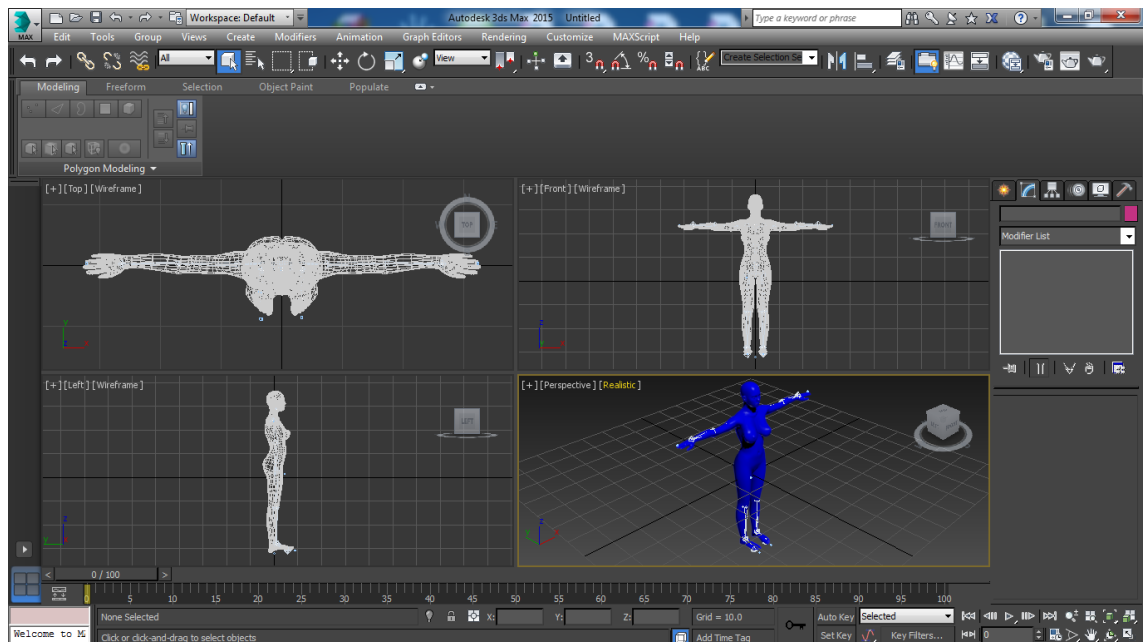 Workspace: Default
Autodesk 3ds Max 2015 Untitled
Type a keyword or phrase
MAX
Edit Tools Group Views Create Modifiers Animation Graph Editors Rendering Customize MAXScript Help
All
View
Create Selection Se
Modeling Freeform Selection Object Paint Populate
Polygon Modeling
[+] [Top ] [Wireframe ]
[+] [Front ] [Wireframe ]
TOP
FRONT
Modifier List
[+] [Left ] [Wireframe ]
[+] [Perspective ] [Realistic ]
LEFT
0 / 100
0 5 10 15 20 25 30 35 40 45 50 55 60 65 70 75 80 85 90 95 100
None Selected
X:
Y:
Z:
Grid = 10.0
Auto Key
Selected
Welcome to M
Click or click-and-drag to select objects
Add Time Tag
Set Key
Key Filters...
0